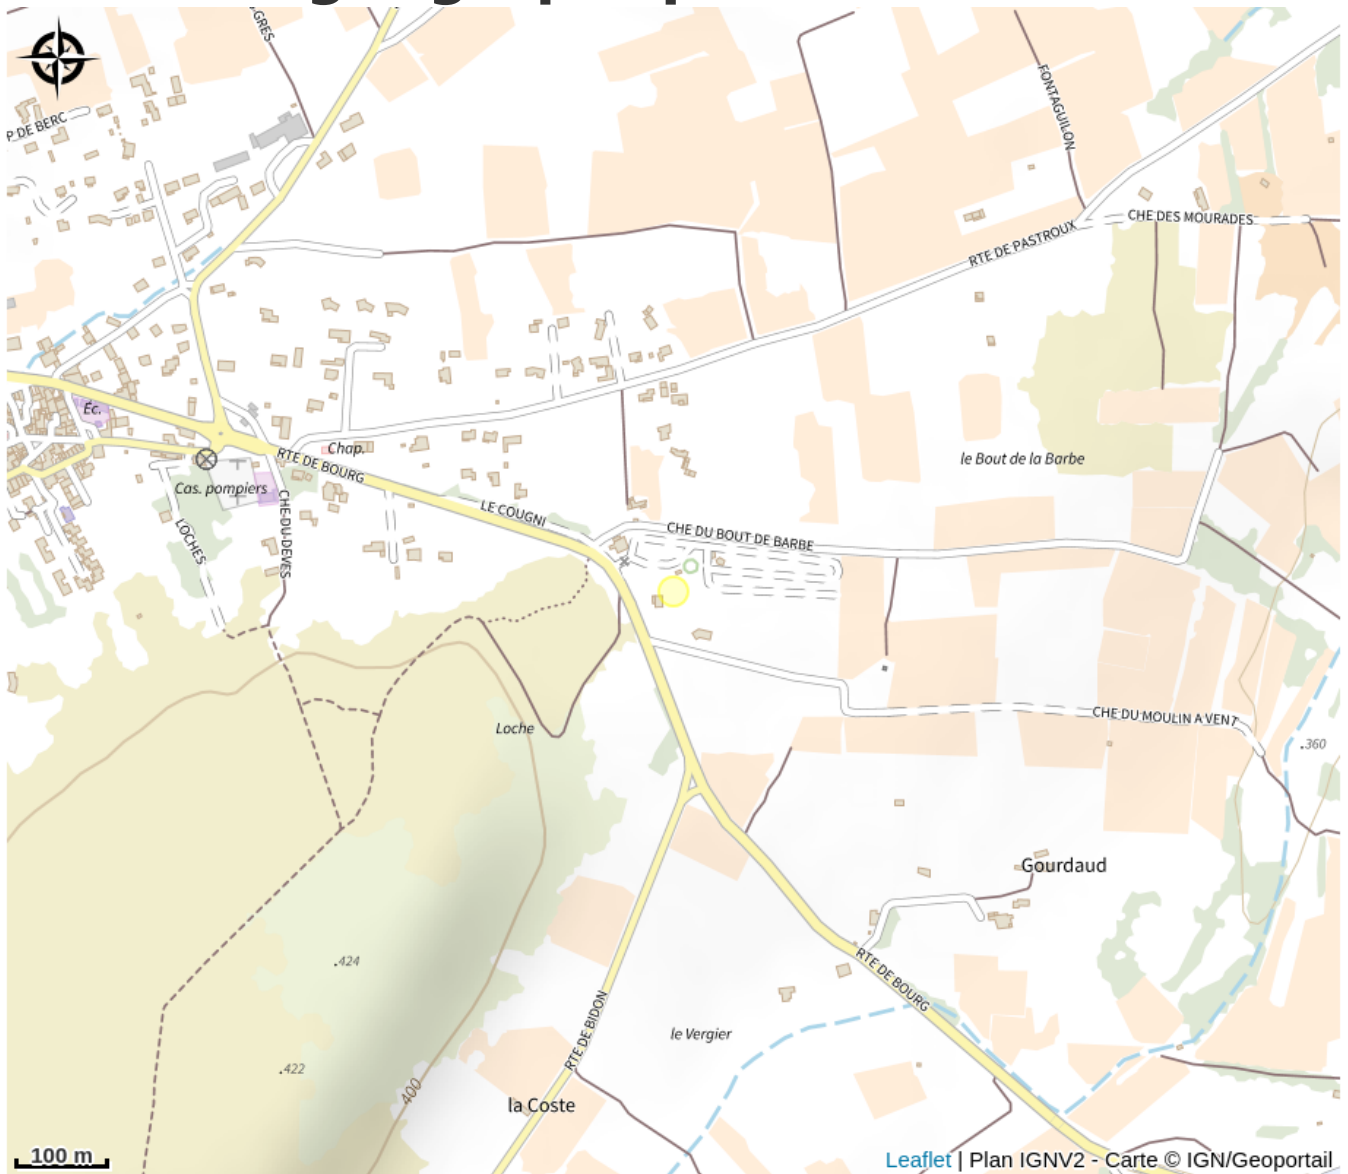 GRES
P DE BERC
FONTAGUILON
CHE DES MOURADES
RTE DE PASTROUX
Éc.
Chap.
RTE DE BOURG
le Bout de la Barbe
Cas. pompiers
LOCHES
CHE DU DEVES
LE COUGNI
CHE DU BOUT DE BARBE
Loche
CHE DU MOULIN A VENT
.360
Gourdaud
.424
RTE DE BOURG
RTE DE BIDON
le Vergier
.422
400
la Coste
100 m
Leaflet | Plan IGNV2 - Carte © IGN/Geoportail